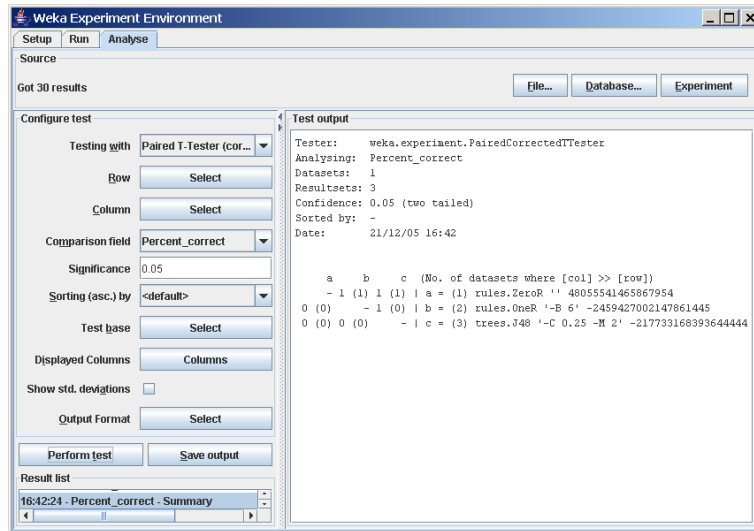 Weka Experiment Environment
Setup Run Analyse
Source
Got 30 results
File... Database... Experiment
Configure test
Testing with Paired T-Tester (cor...
Row Select
Column Select
Comparison field Percent_correct
Significance 0.05
Sorting (asc.) by <default>
Test base Select
Displayed Columns Columns
Show std. deviations
Output Format Select
Perform test Save output
Result list
16:42:24 - Percent_correct - Summary
Test output
Tester: weka.experiment.PairedCorrectedTTester
Analysing: Percent_correct
Datasets: 1
Resultsets: 3
Confidence: 0.05 (two tailed)
Sorted by: -
Date: 21/12/05 16:42
a b c (No. of datasets where [col] >> [row])
- 1 (1) 1 (1) | a = (1) rules.ZeroR '' 48055541465867954
0 (0) - 1 (0) | b = (2) rules.OneR '-B 6' -2459427002147861445
0 (0) 0 (0) - | c = (3) trees.J48 '-C 0.25 -M 2' -217733168393644444